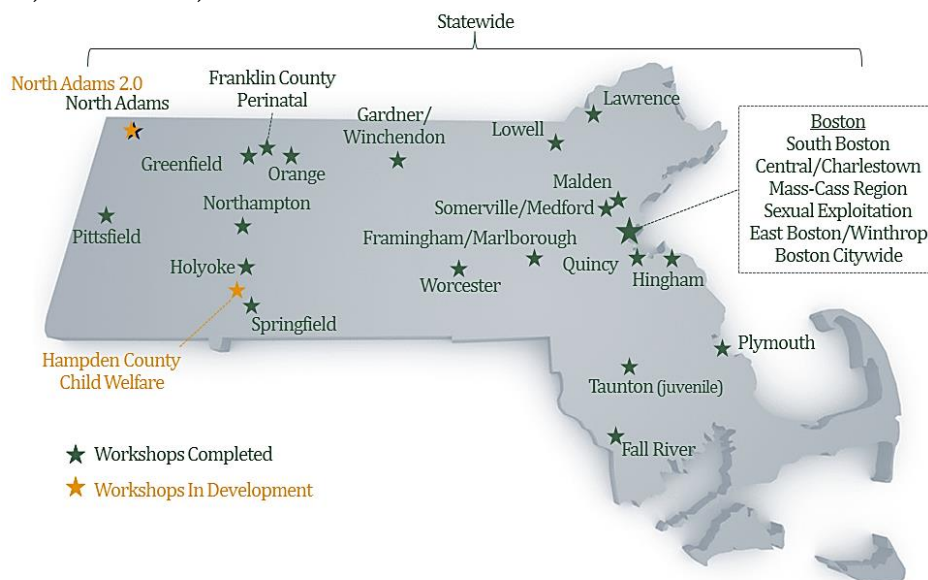 Statewide
North Adams 2.0
North Adams
Franklin County
Perinatal
Gardner/
Winchendon
Lawrence
Lowell
Greenfield
Orange
Boston
South Boston
Central/Charlestown
Mass-Cass Region
Sexual Exploitation
East Boston/Winthrop
Boston Citywide
Malden
Somerville/Medford
Northampton
Pittsfield
Framingham/Marlborough
Holyoke
Worcester
Quincy
Hingham
Springfield
Hampden County
Child Welfare
Plymouth
Taunton (juvenile)
Fall River
Workshops Completed
Workshops In Development